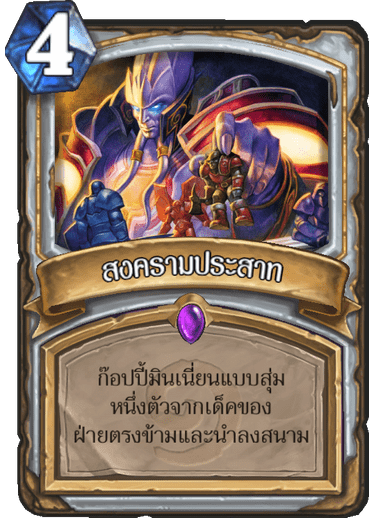 4
สงครามประสาท
ก๊อปปี้มินเนี่ยนแบบสุ่ม
หนึ่งตัวจากเด็คของ
ฝ่ายตรงข้ามและนำลงสนาม